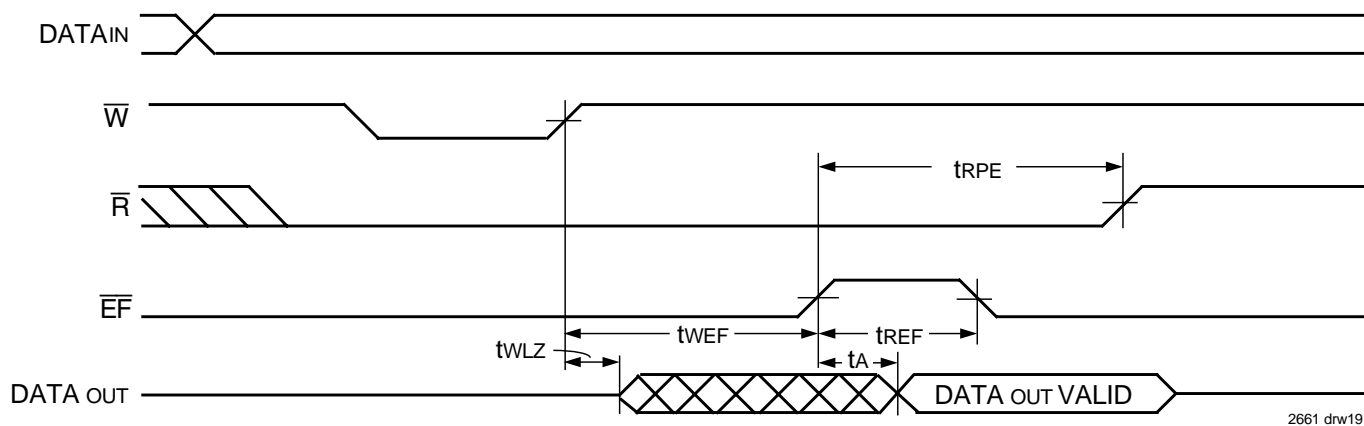 DATAIN
W
R
tRPE
EF
tWEF
tREF
tWLZ
tA
DATA OUT
DATA OUT VALID
2661 drw19